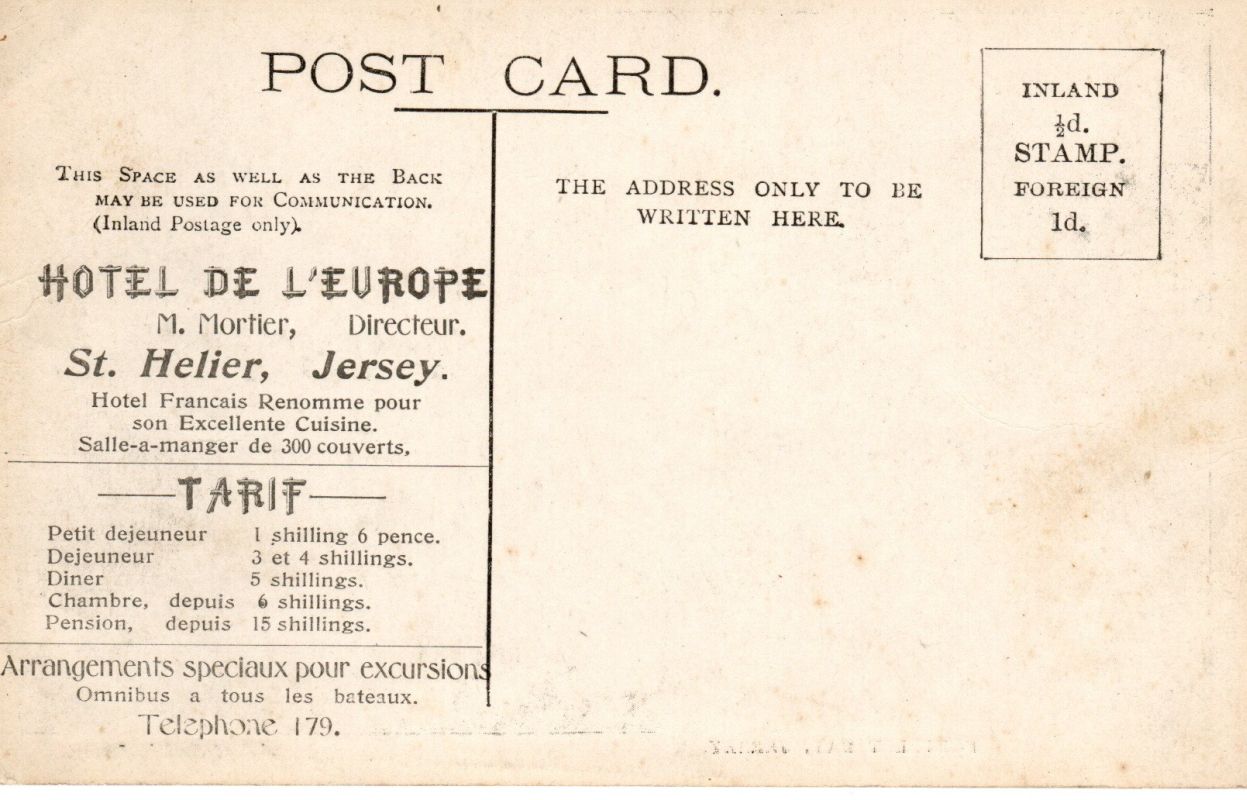 POST CARD.
INLAND
½d.
STAMP.
FOREIGN
1d.
THIS SPACE AS WELL AS THE BACK
MAY BE USED FOR COMMUNICATION.
(Inland Postage only).
THE ADDRESS ONLY TO BE
WRITTEN HERE.
HOTEL DE L'EUROPE
M. Mortier, Directeur.
St. Helier, Jersey.
Hotel Francais Renomme pour
son Excellente Cuisine.
Salle-a-manger de 300 couverts,
TARIF
Petit dejeuneur 1 shilling 6 pence.
Dejeuneur 3 et 4 shillings.
Diner 5 shillings.
Chambre, depuis 6 shillings.
Pension, depuis 15 shillings.
Arrangements speciaux pour excursions
Omnibus a tous les bateaux.
Telephone 179.